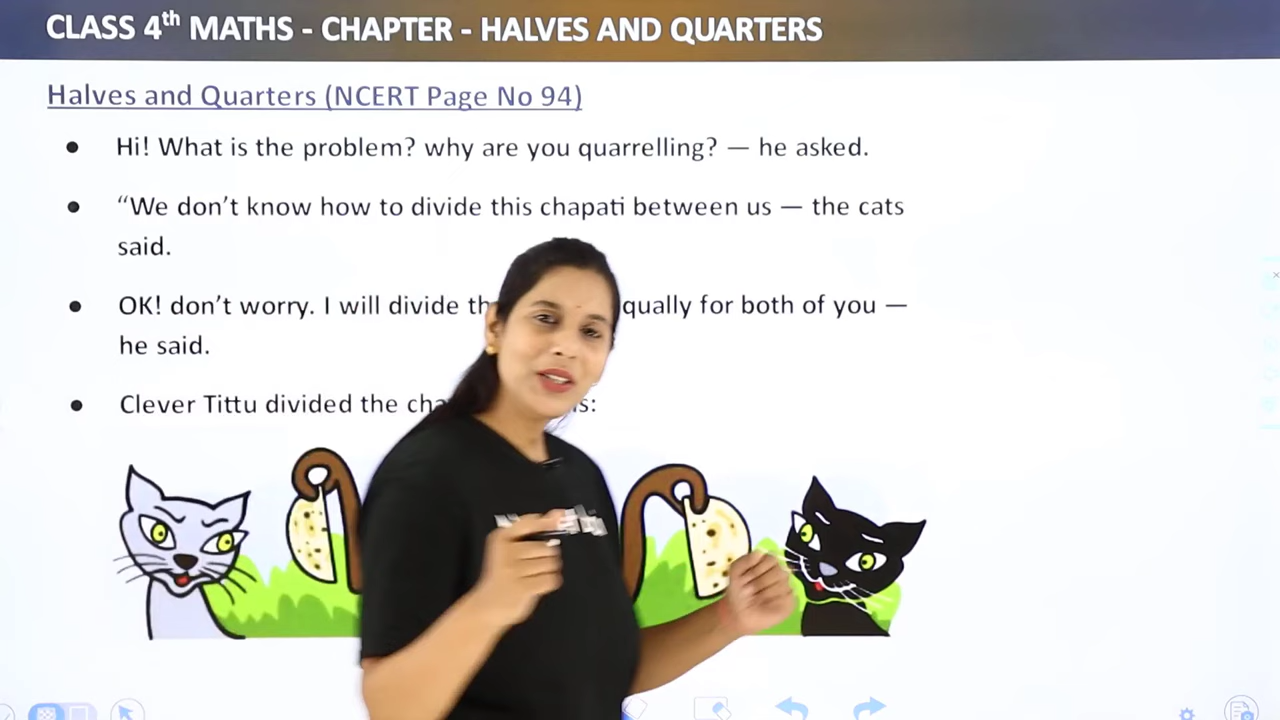 CLASS 4th MATHS - CHAPTER - HALVES AND QUARTERS
Halves and Quarters (NCERT Page No 94)
● Hi! What is the problem? why are you quarrelling? — he asked.
● “We don’t know how to divide this chapati between us — the cats
said.
● OK! don’t worry. I will divide th qually for both of you —
he said.
● Clever Tittu divided the cha s: